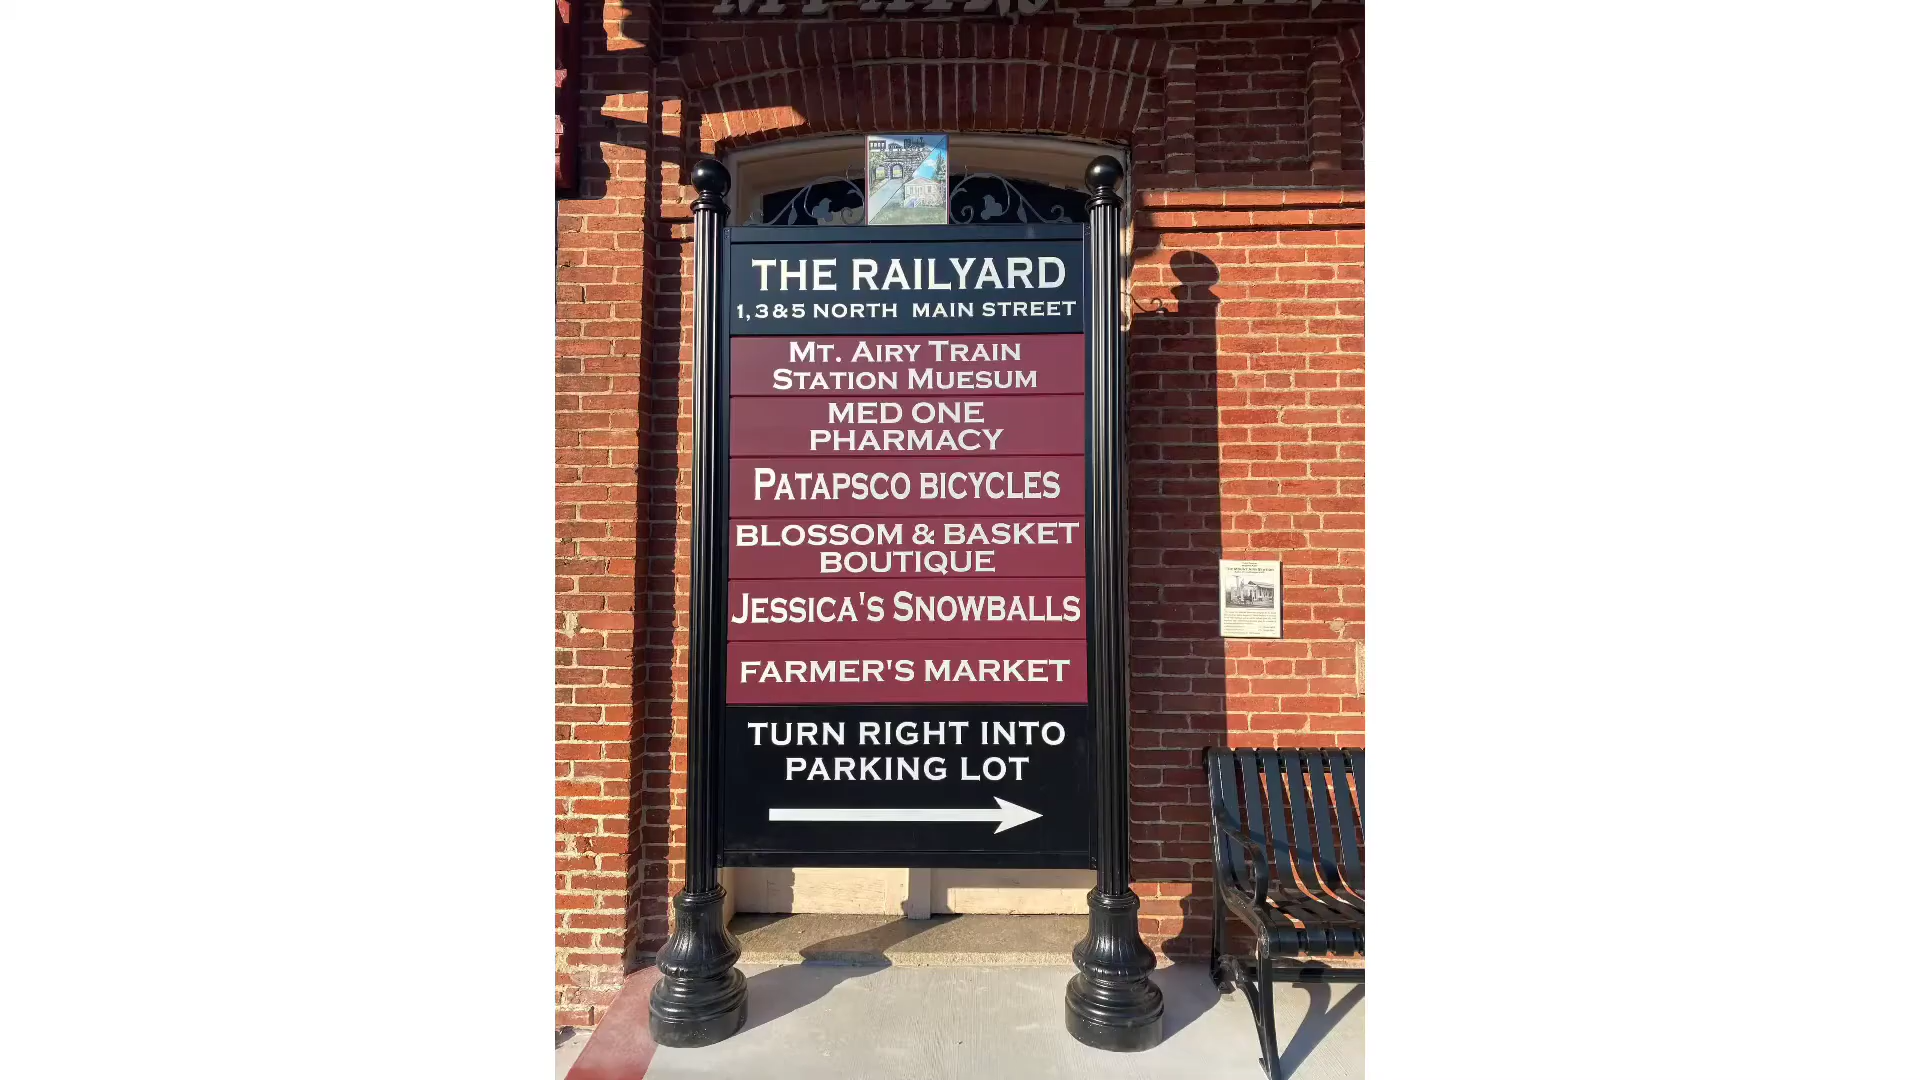 THE RAILYARD
1, 3 & 5 NORTH MAIN STREET
MT. AIRY TRAIN
STATION MUESUM
MED ONE
PHARMACY
PATAPSCO BICYCLES
BLOSSOM & BASKET
BOUTIQUE
JESSICA'S SNOWBALLS
FARMER'S MARKET
TURN RIGHT INTO
PARKING LOT